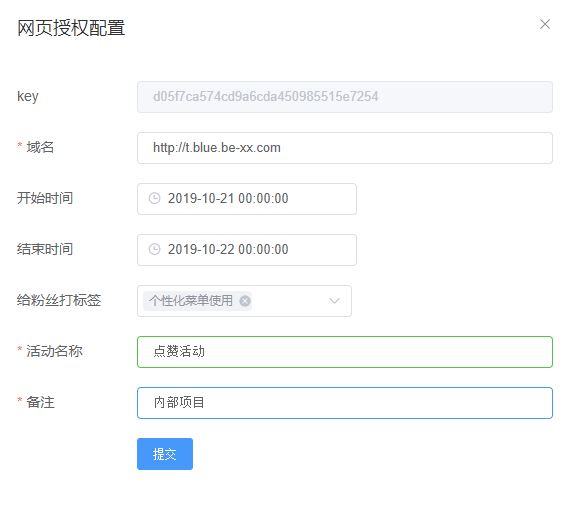 网页授权配置
key
d05f7ca574cd9a6cda450985515e7254
* 域名
http://t.blue.be-xx.com
开始时间
2019-10-21 00:00:00
结束时间
2019-10-22 00:00:00
给粉丝打标签
个性化菜单使用
* 活动名称
点赞活动
* 备注
内部项目
提交